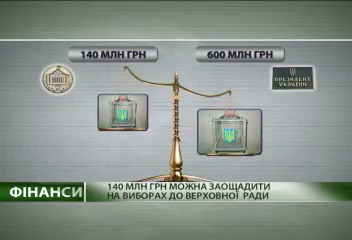 140 МЛН ГРН
600 МЛН ГРН
ПРЕЗИДЕНТ
УКРАЇНИ
ФІНАНСИ
140 МЛН ГРН МОЖНА ЗАОЩАДИТИ
НА ВИБОРАХ ДО ВЕРХОВНОЇ РАДИ